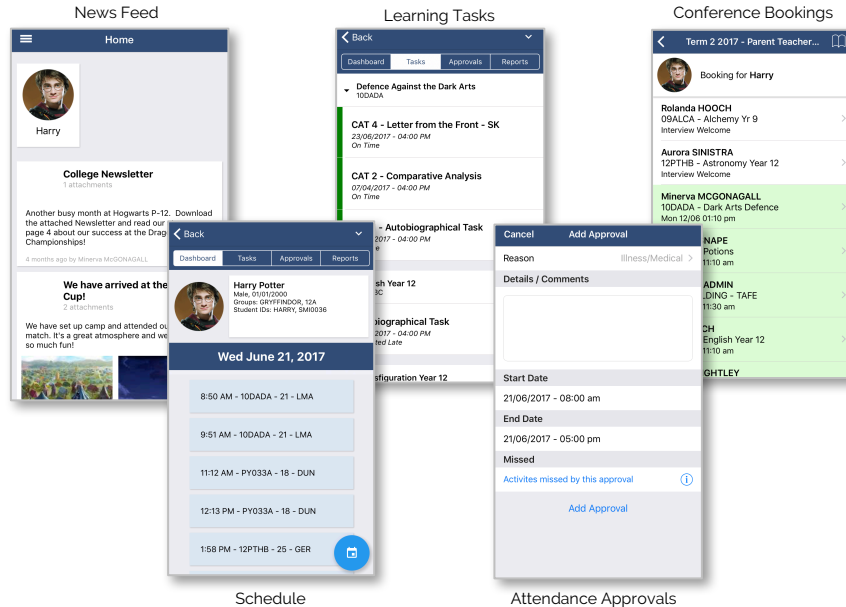 News Feed
Learning Tasks
Conference Bookings
Home
Harry
College Newsletter
1 attachments
Another busy month at Hogwarts P-12. Download
the attached Newsletter and read our
page 4 about our success at the Drag
Championships!
4 months ago by Minerva McGONAGALL
We have arrived at the
Cup!
2 attachments
We have set up camp and attended ou
match. It's a great atmosphere and we
so much fun!
Back
Dashboard Tasks Approvals Reports
Defence Against the Dark Arts
10DADA
CAT 4 - Letter from the Front - SK
23/06/2017 - 04:00 PM
On Time
CAT 2 - Comparative Analysis
07/04/2017 - 04:00 PM
On Time
- Autobiographical Task
2017 - 04:00 PM
sh Year 12
iographical Task
2017 - 04:00 PM
ted Late
sfiguration Year 12
Term 2 2017 - Parent Teacher...
Booking for Harry
Rolanda HOOCH
09ALCA - Alchemy Yr 9
Interview Welcome
Aurora SINISTRA
12PTHB - Astronomy Year 12
Interview Welcome
Minerva MCGONAGALL
10DADA - Dark Arts Defence
Mon 12/06 01:10 pm
NAPE
Potions
11:10 am
ADMIN
LDING - TAFE
11:30 am
CH
English Year 12
11:10 am
GHTLEY
Back
Dashboard Tasks Approvals Reports
Harry Potter
Male, 01/01/2000
Groups: GRYFFINDOR, 12A
Student IDs: HARRY, SMI0036
Wed June 21, 2017
8:50 AM - 10DADA - 21 - LMA
9:51 AM - 10DADA - 21 - LMA
11:12 AM - PY033A - 18 - DUN
12:13 PM - PY033A - 18 - DUN
1:58 PM - 12PTHB - 25 - GER
Cancel Add Approval
Reason Illness/Medical
Details / Comments
Start Date
21/06/2017 - 08:00 am
End Date
21/06/2017 - 05:00 pm
Missed
Activites missed by this approval
Add Approval
Schedule
Attendance Approvals